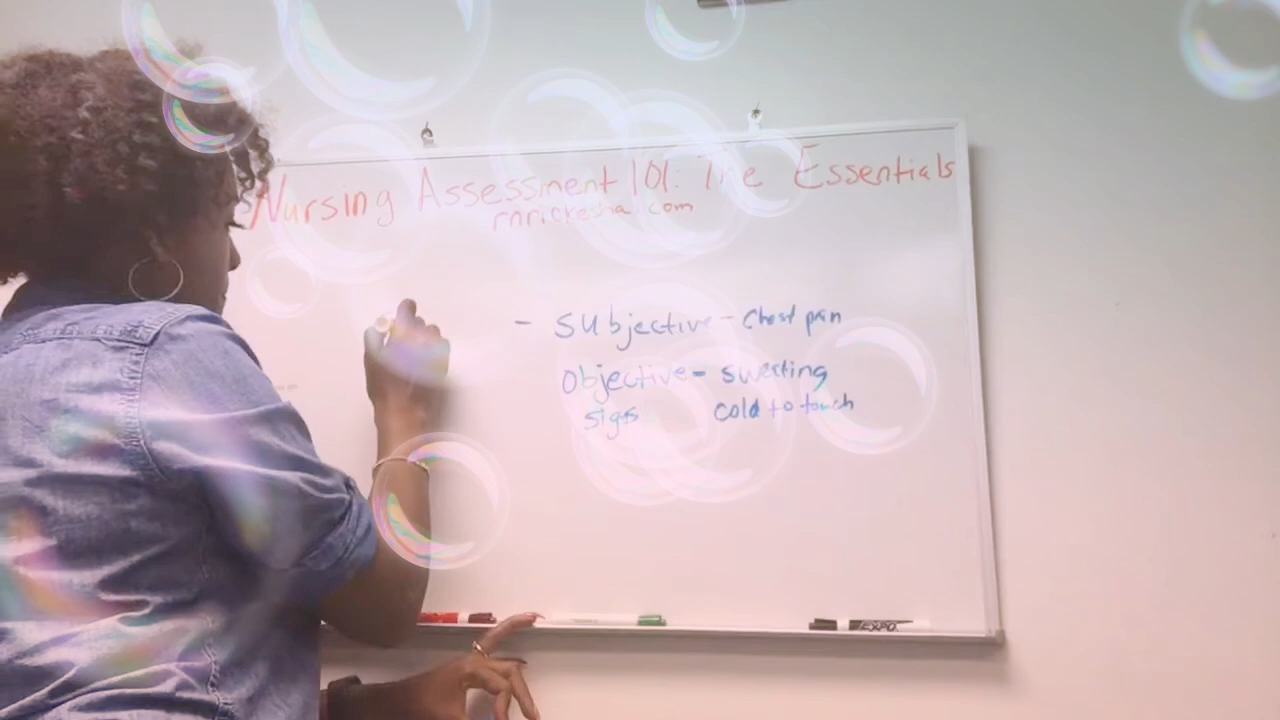 Nursing Assessment 101: The Essentials
rnrickesha.com
- Subjective - Chest pain
Objective - sweating
sigs cold to touch
EXPO